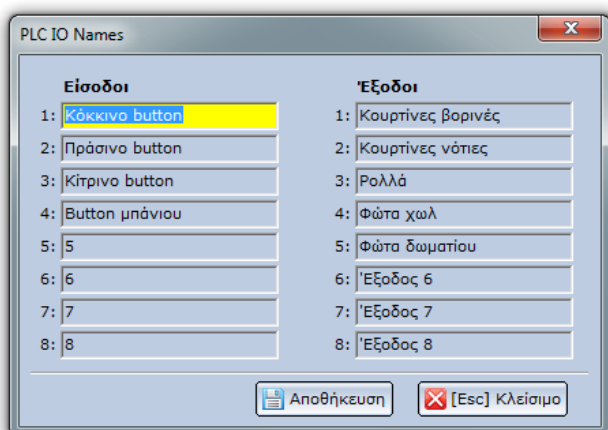 PLC IO Names
Είσοδοι Έξοδοι
1: Κόκκινο button 1: Κουρτίνες βορινές
2: Πράσινο button 2: Κουρτίνες νότιες
3: Κίτρινο button 3: Ρολλά
4: Button μπάνιου 4: Φώτα χωλ
5: 5 5: Φώτα δωματίου
6: 6 6: Έξοδος 6
7: 7 7: Έξοδος 7
8: 8 8: Έξοδος 8
Αποθήκευση [Esc] Κλείσιμο